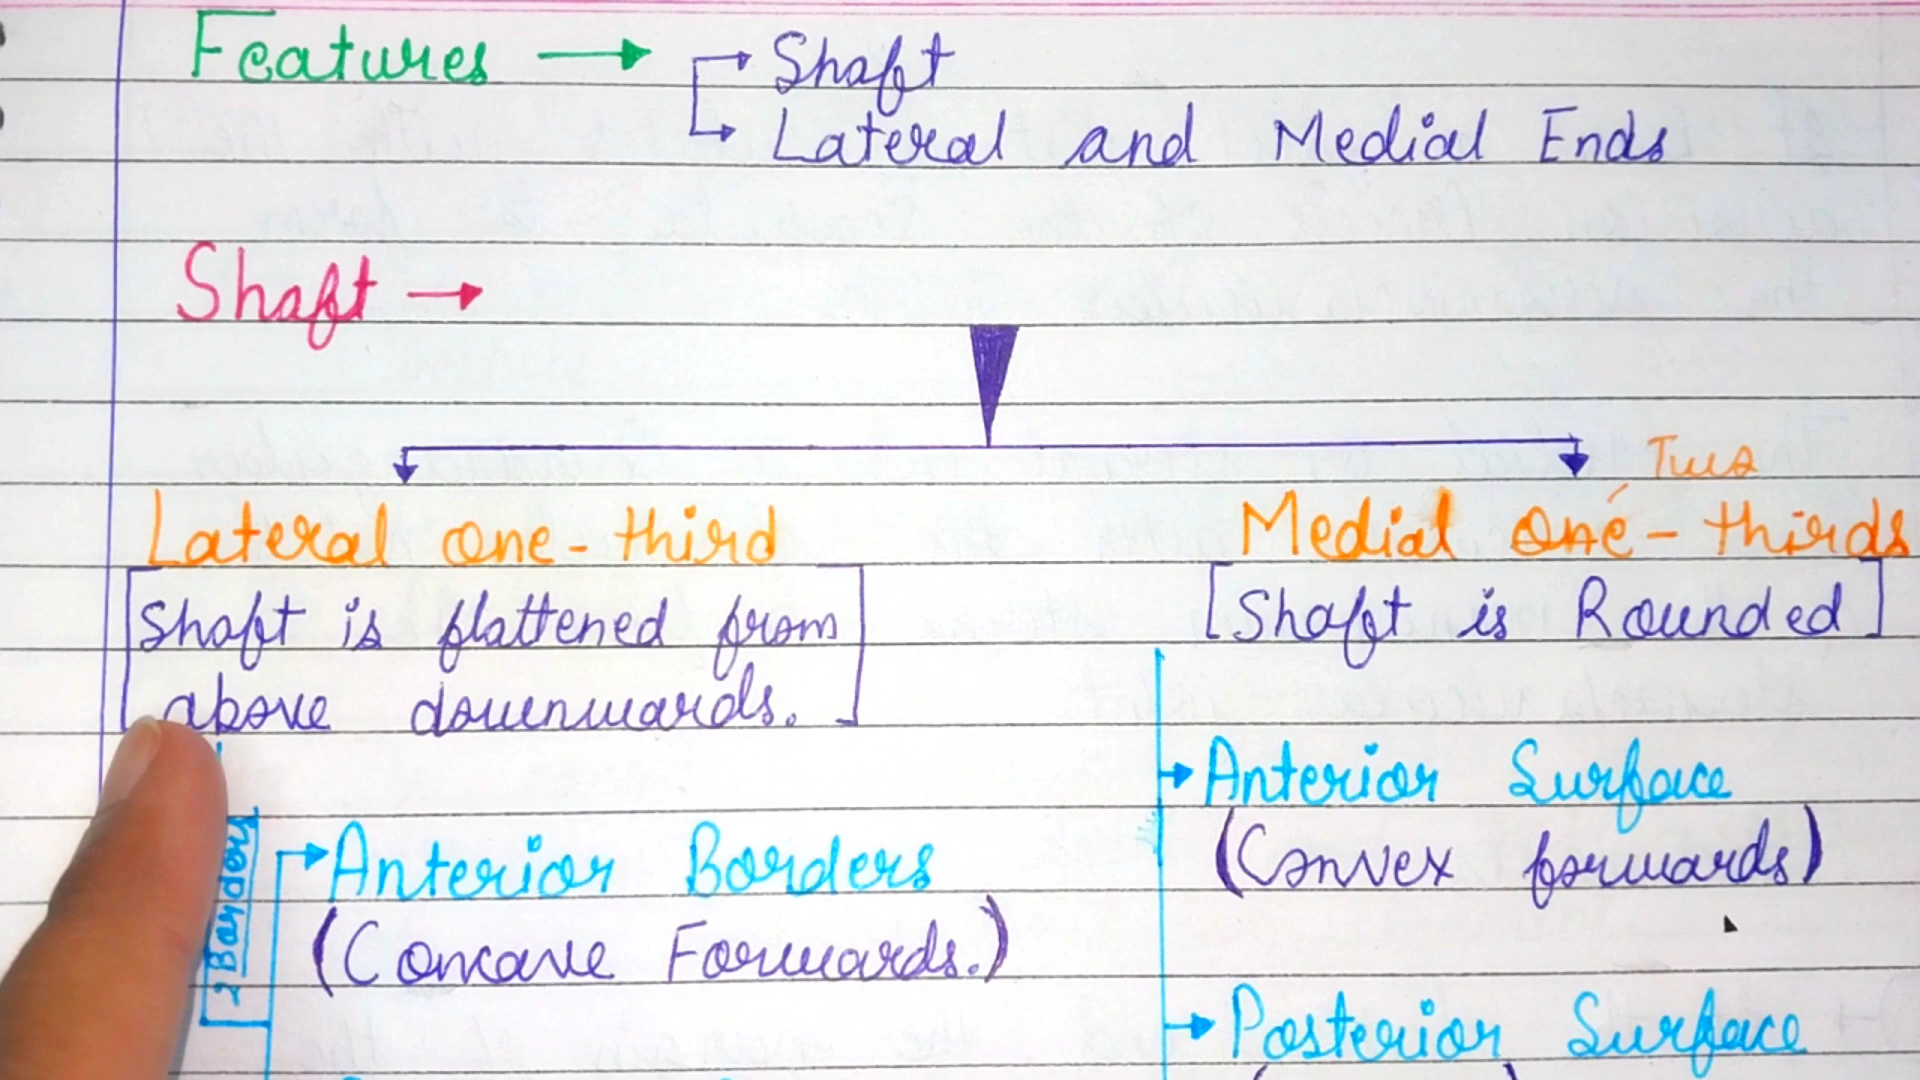 Features → Shaft
Lateral and Medial Ends
Shaft →
Two
Lateral one-third
Medial one-thirds
[Shaft is flattened from
above downwards.]
[Shaft is Rounded]
2 Borders
Anterior Borders
(Concave Forwards.)
Anterior Surface
(Convex forwards)
Posterior Surface